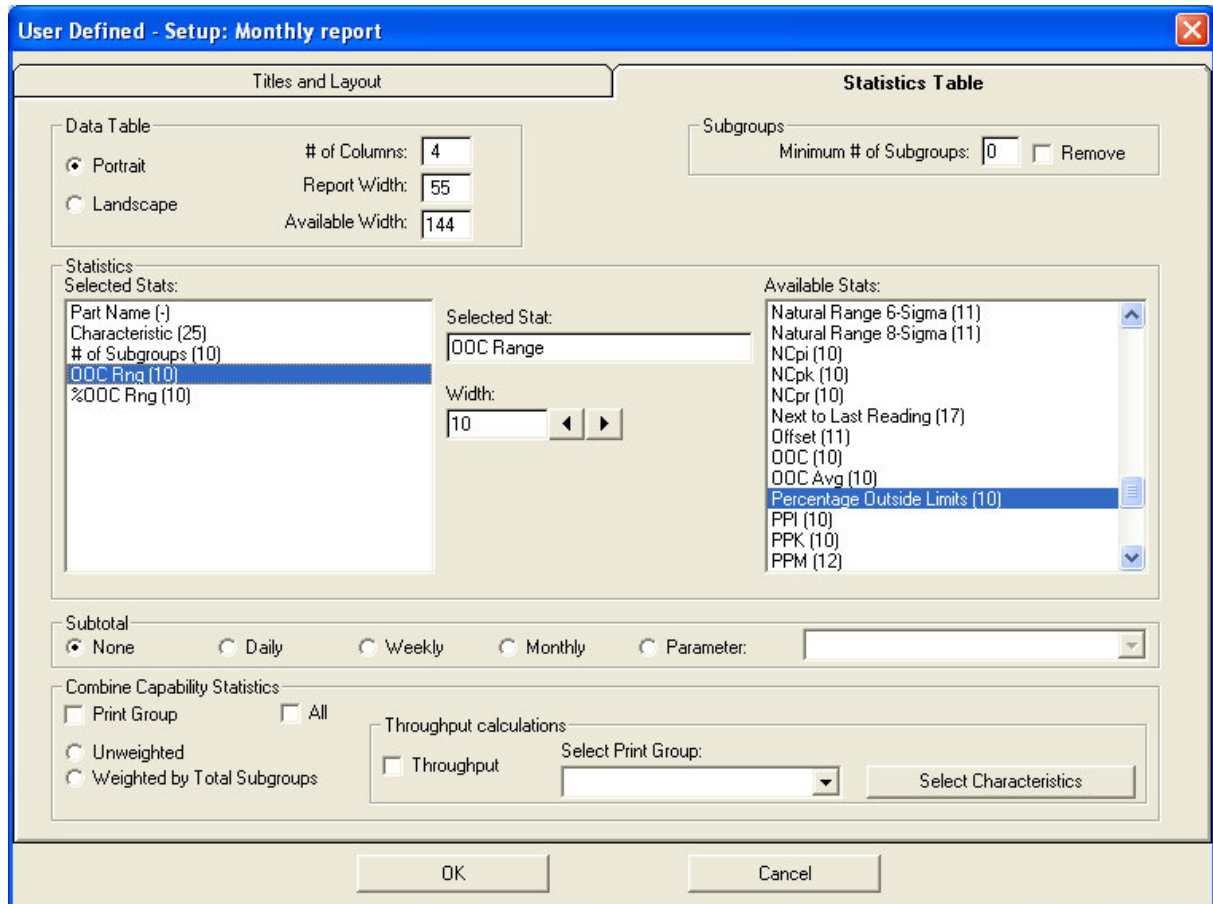 User Defined - Setup: Monthly report
Titles and Layout
Statistics Table
Data Table
Portrait
Landscape
# of Columns: 4
Report Width: 55
Available Width: 144
Subgroups
Minimum # of Subgroups: 0 Remove
Statistics
Selected Stats:
Part Name (-)
Characteristic (25)
# of Subgroups (10)
OOC Rng (10)
%OOC Rng (10)
Selected Stat:
OOC Range
Width:
10
Available Stats:
Natural Range 6-Sigma (11)
Natural Range 8-Sigma (11)
NCpi (10)
NCpk (10)
NCpr (10)
Next to Last Reading (17)
Offset (11)
OOC (10)
OOC Avg (10)
Percentage Outside Limits (10)
PPI (10)
PPK (10)
PPM (12)
Subtotal
None Daily Weekly Monthly Parameter:
Combine Capability Statistics
Print Group All
Unweighted
Weighted by Total Subgroups
Throughput calculations
Throughput
Select Print Group:
Select Characteristics
OK Cancel